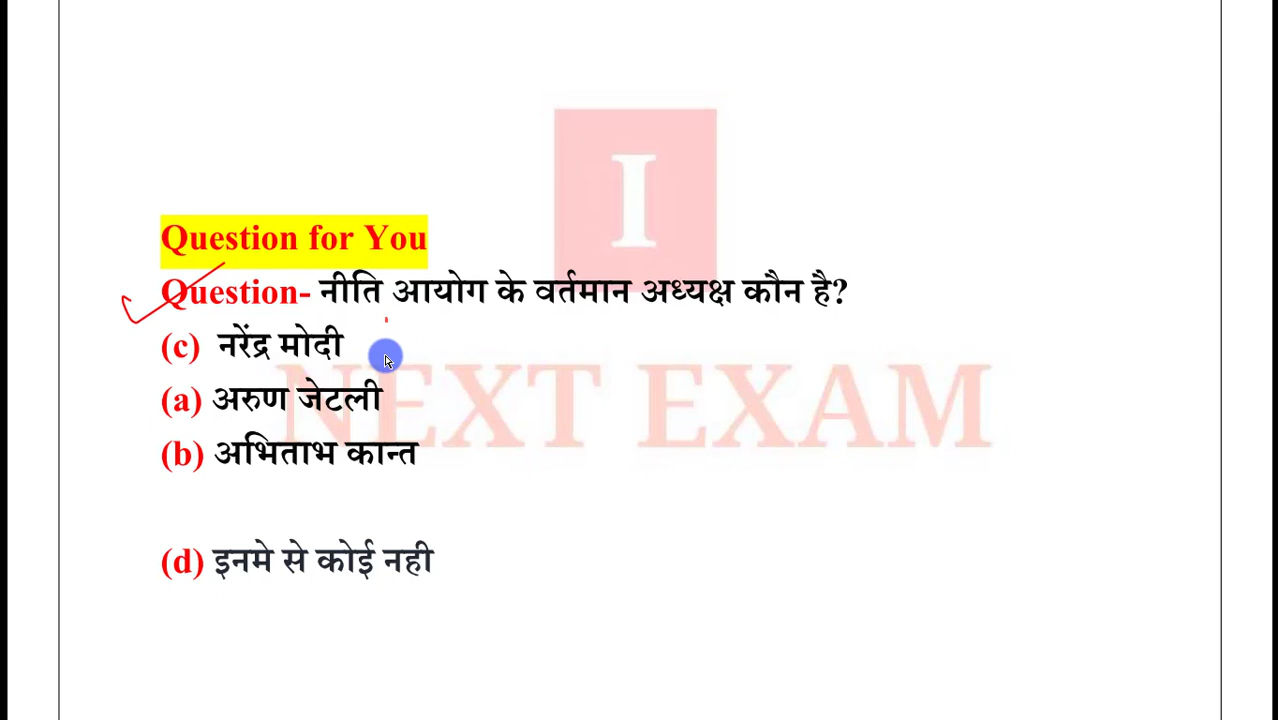 I
Question for You
Question- नीति आयोग के वर्तमान अध्यक्ष कौन है?
(c) नरेंद्र मोदी
NEXT EXAM
(a) अरुण जेटली
(b) अभिताभ कान्त
(d) इनमे से कोई नही